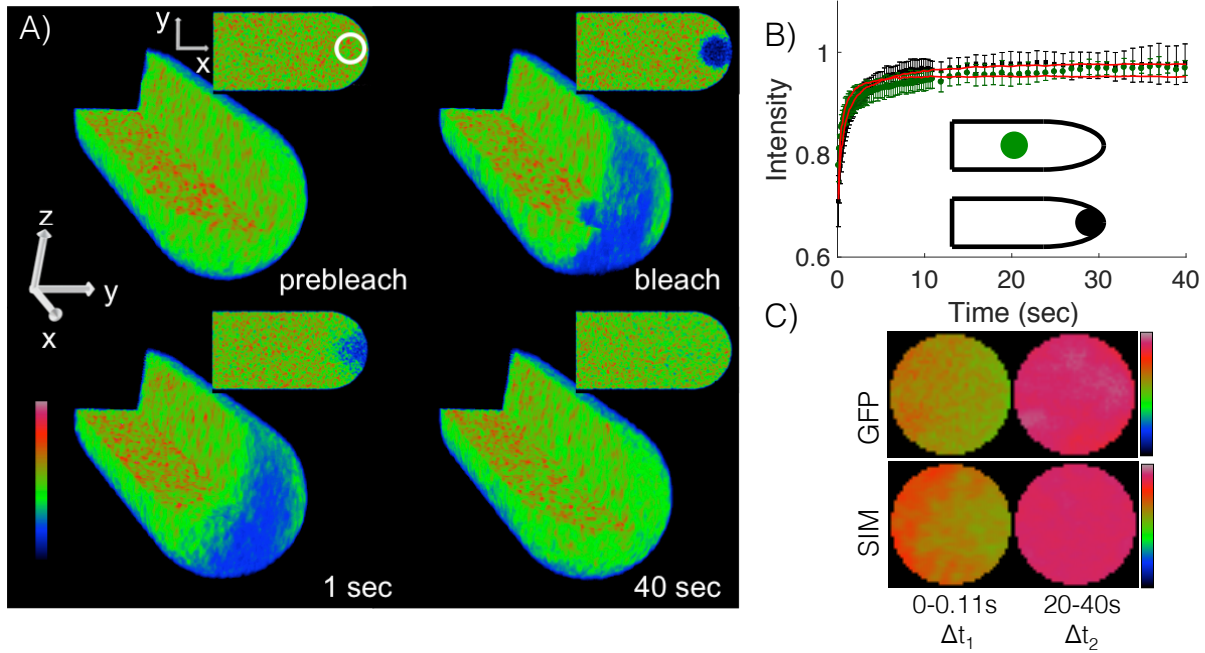 A)
y
x
prebleach
bleach
z
y
x
1 sec
40 sec
B)
Intensity
1
0.8
0.6
0
10
20
30
40
Time (sec)
C)
GFP
SIM
0-0.11s
20-40s
Δt₁
Δt₂